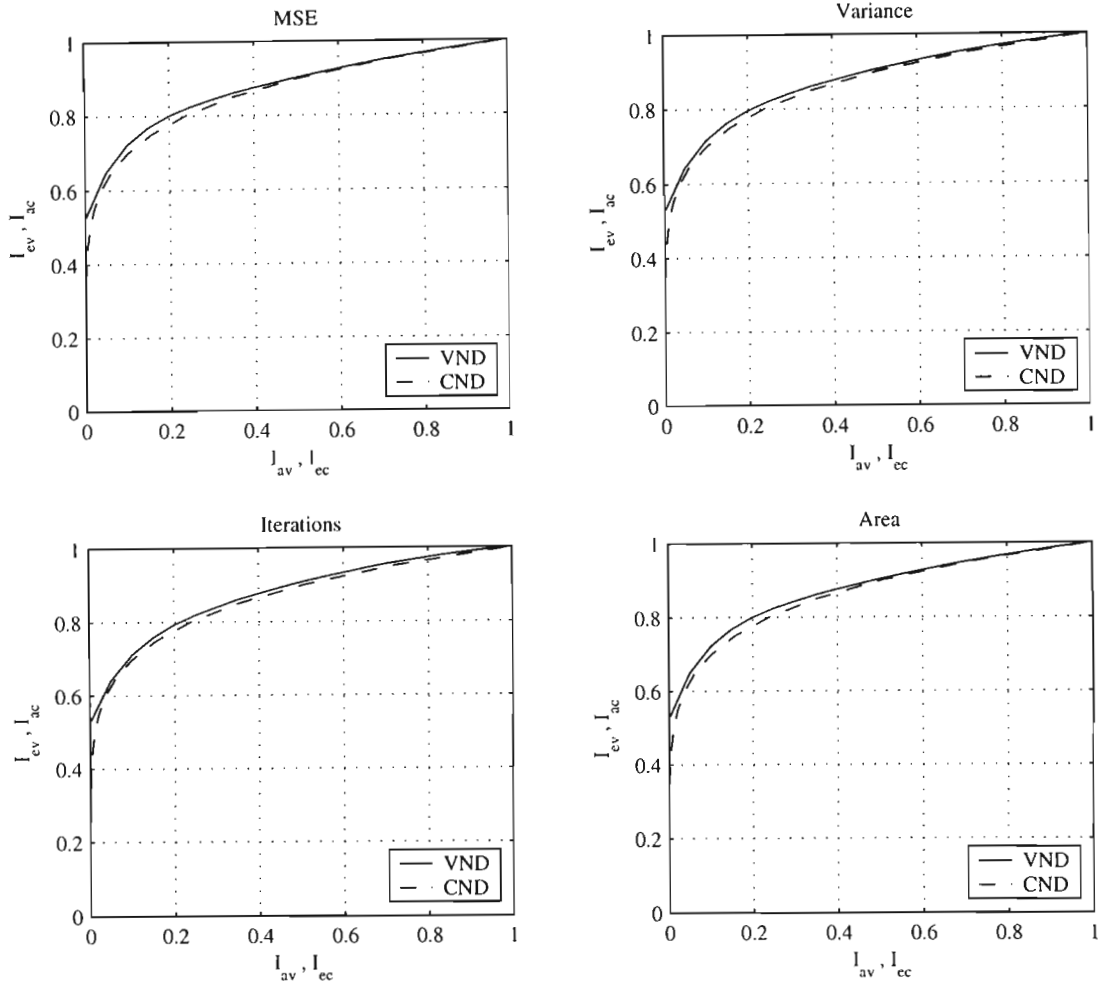 MSE
1
0.8
0.6
0.4
0.2
0
I_ev , I_ac
VND
CND
0 0.2 0.4 0.6 0.8 1
I_av , I_ec
Variance
1
0.8
0.6
0.4
0.2
0
I_ev , I_ac
VND
CND
0 0.2 0.4 0.6 0.8 1
I_av , I_ec
Iterations
1
0.8
0.6
0.4
0.2
0
I_ev , I_ac
VND
CND
0 0.2 0.4 0.6 0.8 1
I_av , I_ec
Area
1
0.8
0.6
0.4
0.2
0
I_ev , I_ac
VND
CND
0 0.2 0.4 0.6 0.8 1
I_av , I_ec